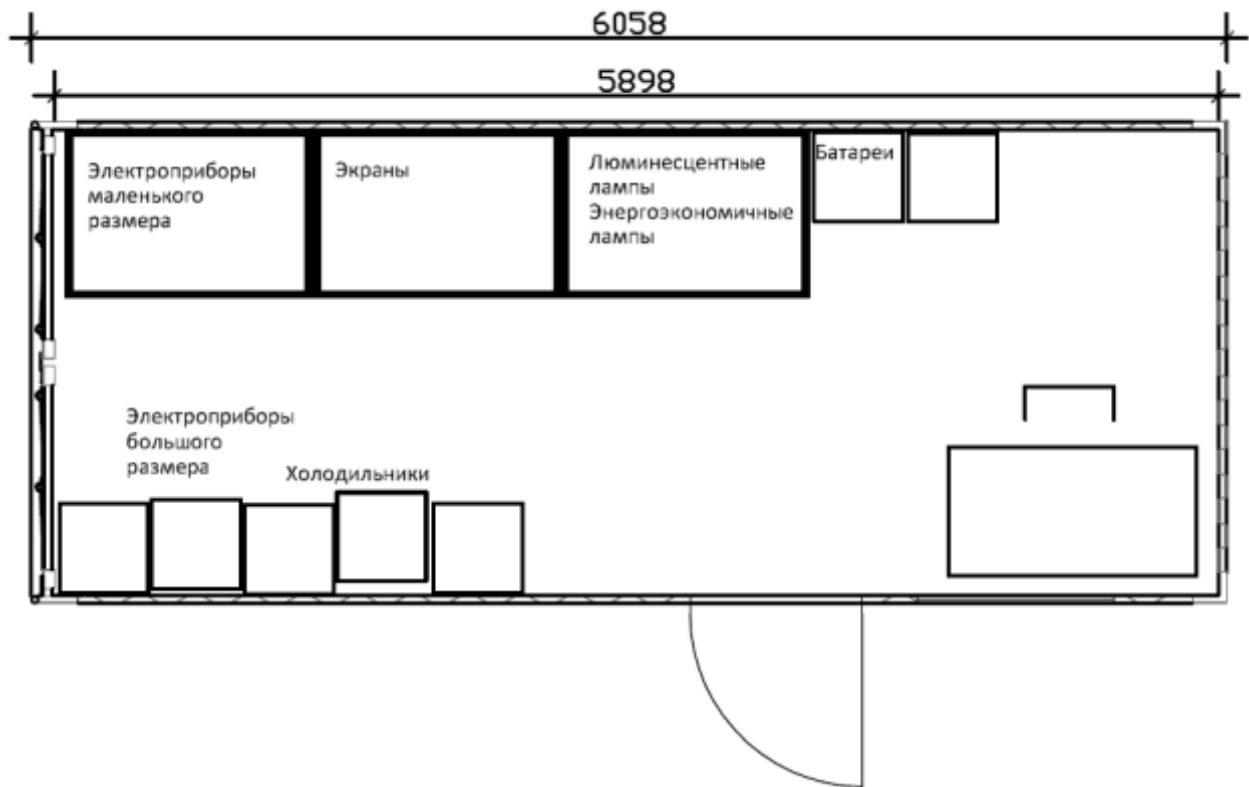 6058
5898
Электроприборы
маленького
размера
Экраны
Люминесцентные
лампы
Энергоэкономичные
лампы
Батареи
Электроприборы
большого
размера
Холодильники